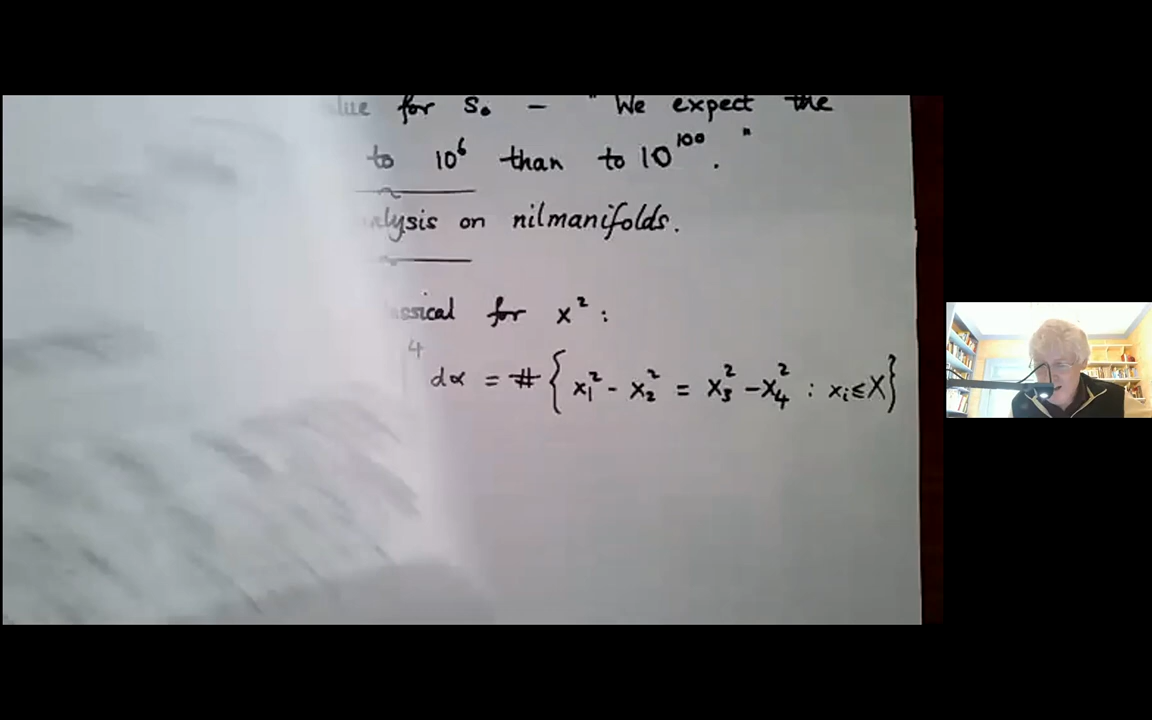 for S. – "We expect the
to 10⁶ than to 10¹⁰⁰."
on nilmanifolds.
for x²:
4
dα = # { x₁² - x₂² = x₃² - x₄² : xᵢ ≤ X }